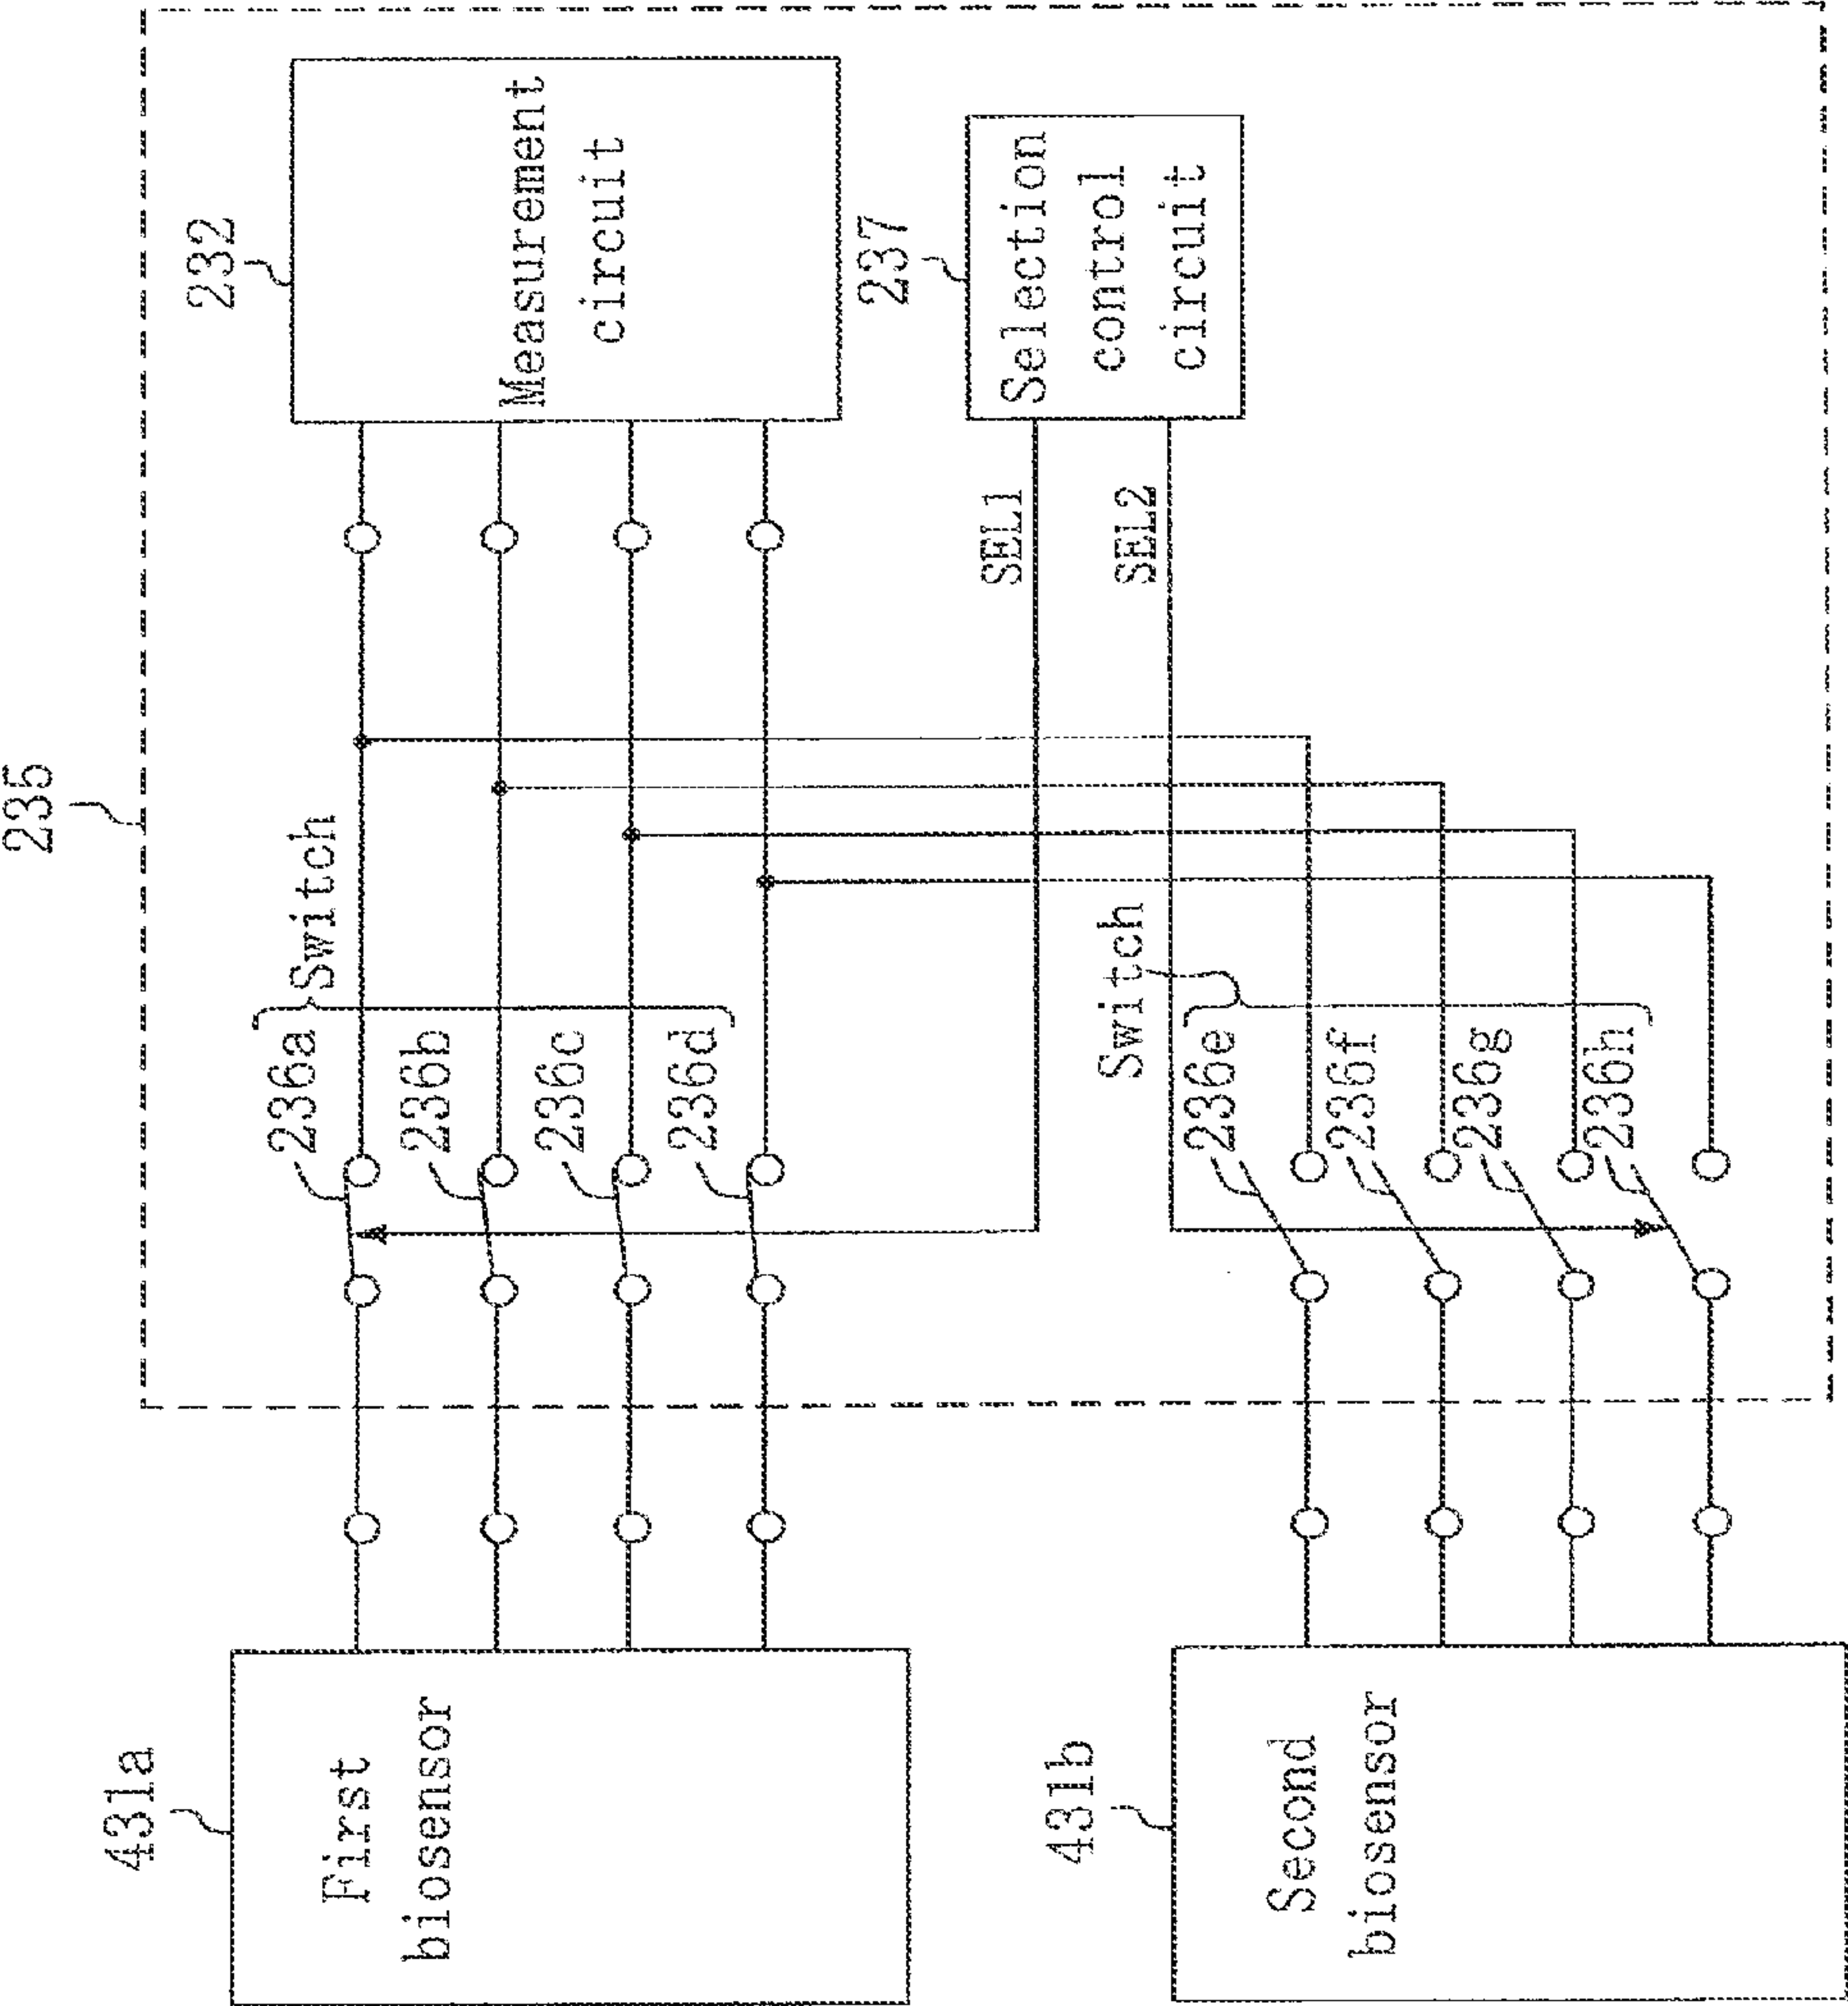 235
232
Measurement
circuit
237
Selection
control
circuit
SEL1
SEL2
Switch
236a
236b
236c
236d
Switch
236e
236f
236g
236h
431a
First
biosensor
431b
Second
biosensor